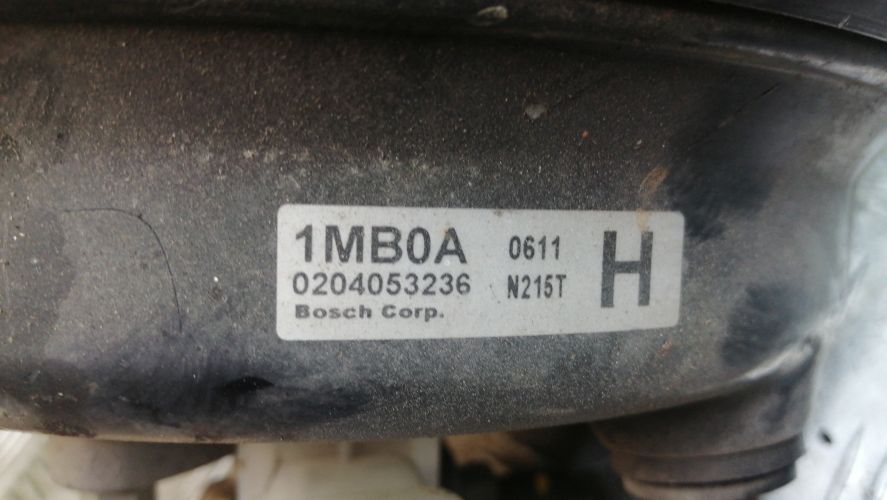 1MB0A 0611 H
0204053236 N215T
Bosch Corp.